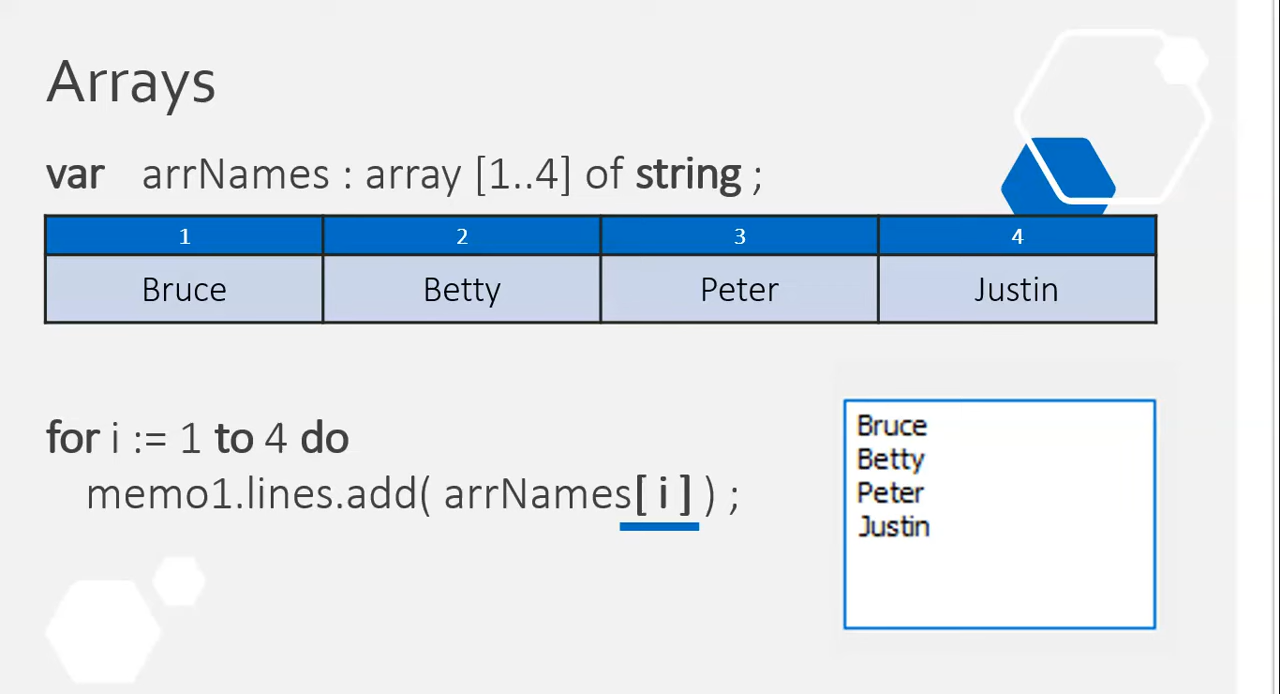 Arrays
var arrNames : array [1..4] of string ;
1 2 3 4
Bruce Betty Peter Justin
for i := 1 to 4 do
memo1.lines.add( arrNames[ i ] ) ;
Bruce
Betty
Peter
Justin